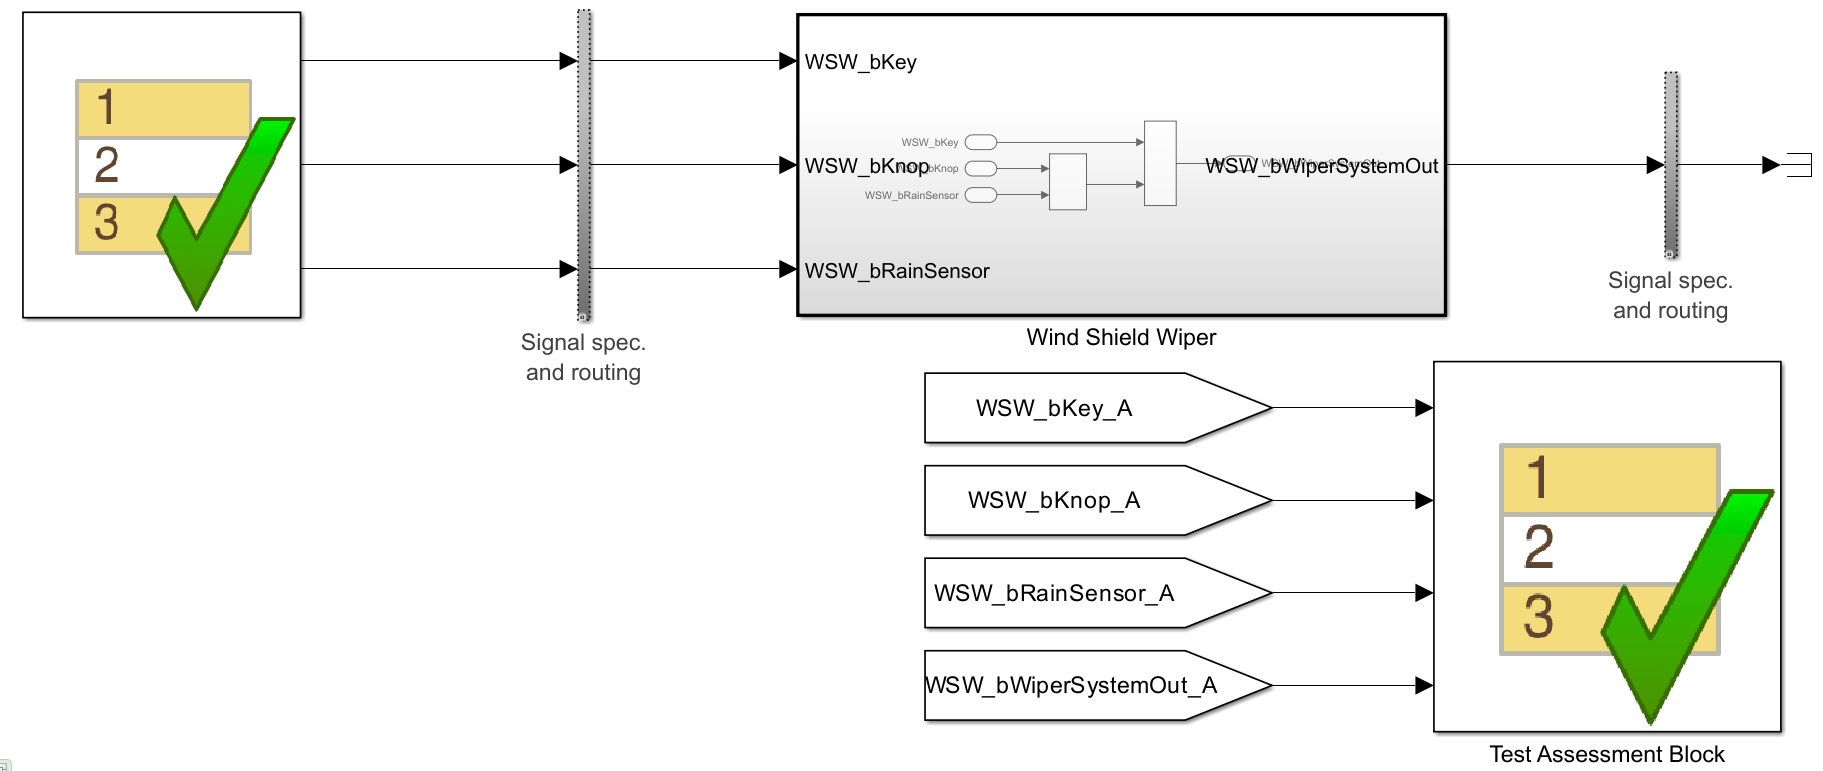 1
2
3
Signal spec.
and routing
WSW_bKey
WSW_bKnop
WSW_bRainSensor
WSW_bKey
bKnop
WSW_bRainSensor
WSW_bWiperSystemOut
Wind Shield Wiper
Signal spec.
and routing
WSW_bKey_A
WSW_bKnop_A
WSW_bRainSensor_A
WSW_bWiperSystemOut_A
1
2
3
Test Assessment Block